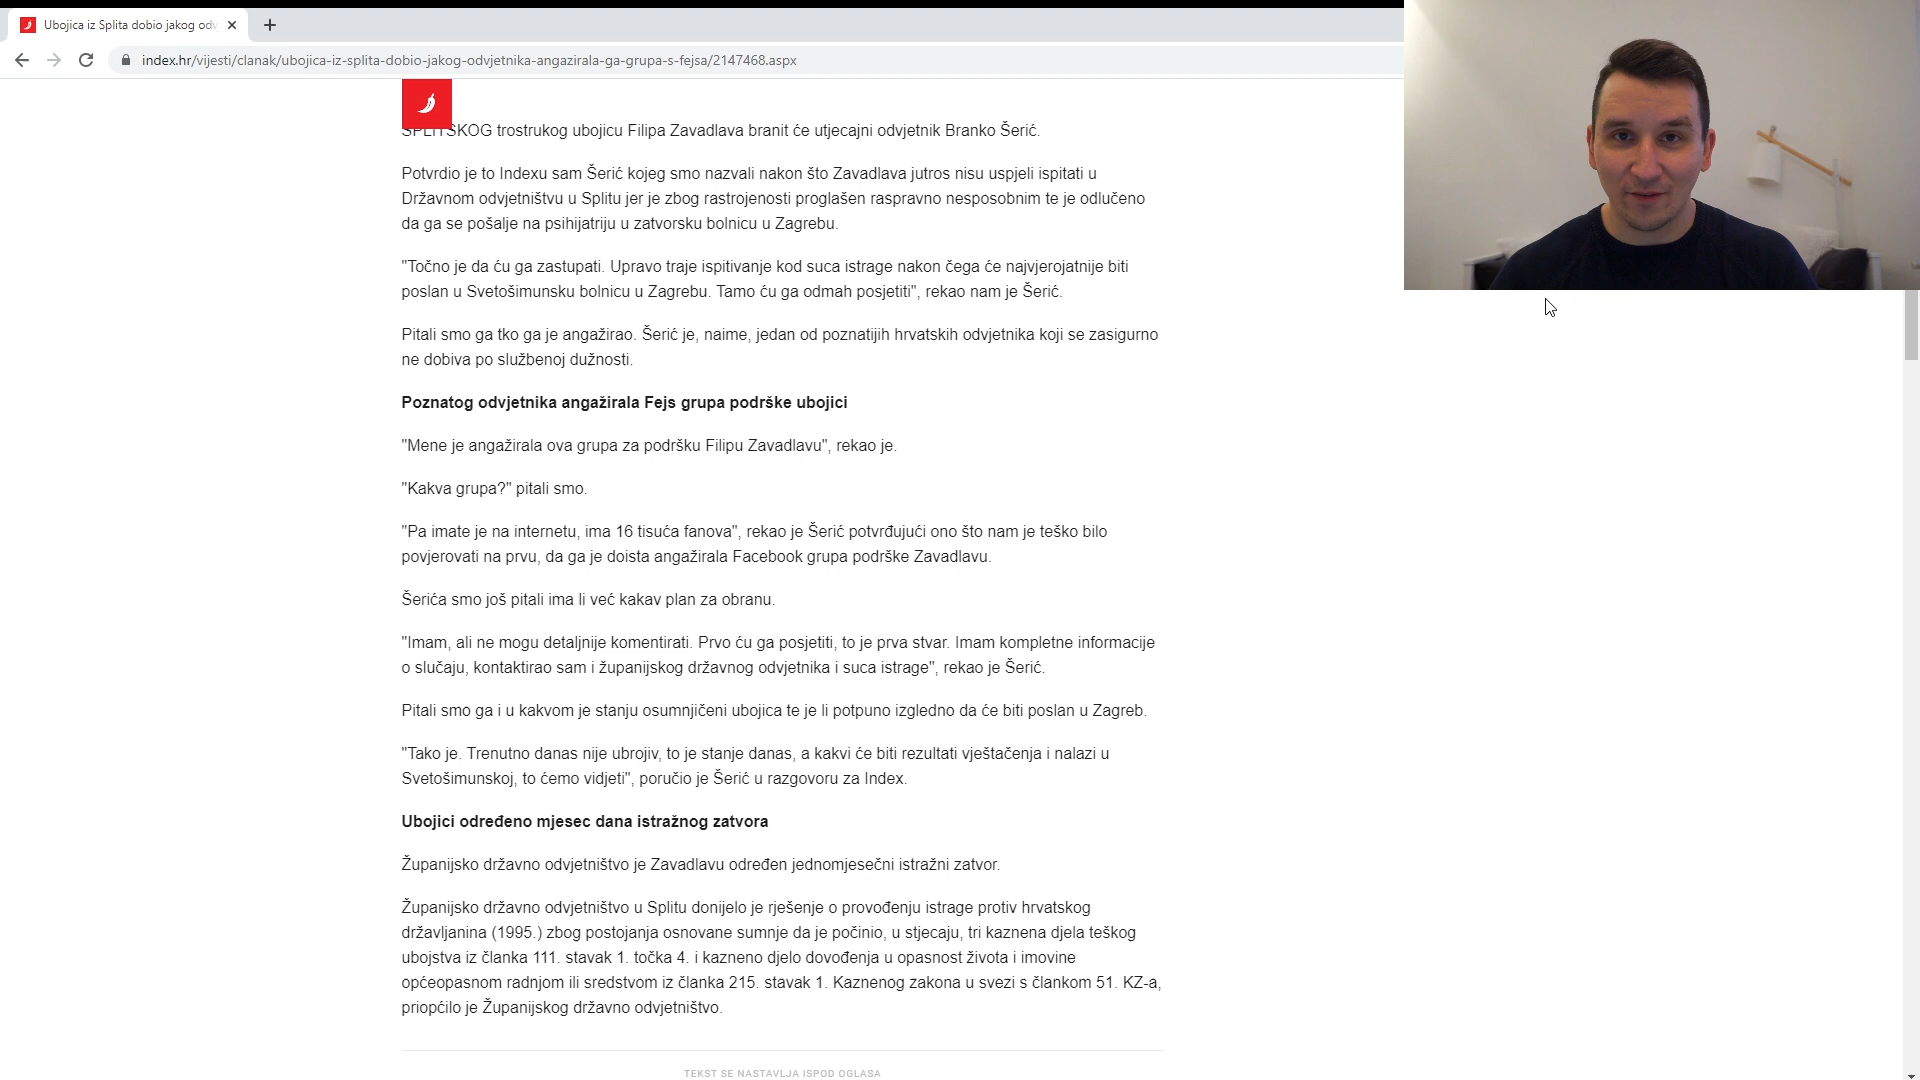 Ubojica iz Splita dobio jakog odv
index.hr/vijesti/clanak/ubojica-iz-splita-dobio-jakog-odvjetnika-angazirala-ga-grupa-s-fejsa/2147468.aspx
SPLITSKOG trostrukog ubojicu Filipa Zavadlava branit će utjecajni odvjetnik Branko Šerić.
Potvrdio je to Indexu sam Šerić kojeg smo nazvali nakon što Zavadlava jutros nisu uspjeli ispitati u
Državnom odvjetništvu u Splitu jer je zbog rastrojenosti proglašen raspravno nesposobnim te je odlučeno
da ga se pošalje na psihijatriju u zatvorsku bolnicu u Zagrebu.
"Točno je da ću ga zastupati. Upravo traje ispitivanje kod suca istrage nakon čega će najvjerojatnije biti
poslan u Svetošimunsku bolnicu u Zagrebu. Tamo ću ga odmah posjetiti", rekao nam je Šerić.
Pitali smo ga tko ga je angažirao. Šerić je, naime, jedan od poznatijih hrvatskih odvjetnika koji se zasigurno
ne dobiva po službenoj dužnosti.
Poznatog odvjetnika angažirala Fejs grupa podrške ubojici
"Mene je angažirala ova grupa za podršku Filipu Zavadlavu", rekao je.
"Kakva grupa?" pitali smo.
"Pa imate je na internetu, ima 16 tisuća fanova", rekao je Šerić potvrđujući ono što nam je teško bilo
povjerovati na prvu, da ga je doista angažirala Facebook grupa podrške Zavadlavu.
Šerića smo još pitali ima li već kakav plan za obranu.
"Imam, ali ne mogu detaljnije komentirati. Prvo ću ga posjetiti, to je prva stvar. Imam kompletne informacije
o slučaju, kontaktirao sam i županijskog državnog odvjetnika i suca istrage", rekao je Šerić.
Pitali smo ga i u kakvom je stanju osumnjičeni ubojica te je li potpuno izgledno da će biti poslan u Zagreb.
"Tako je. Trenutno danas nije ubrojiv, to je stanje danas, a kakvi će biti rezultati vještačenja i nalazi u
Svetošimunskoj, to ćemo vidjeti", poručio je Šerić u razgovoru za Index.
Ubojici određeno mjesec dana istražnog zatvora
Županijsko državno odvjetništvo je Zavadlavu određen jednomjesečni istražni zatvor.
Županijsko državno odvjetništvo u Splitu donijelo je rješenje o provođenju istrage protiv hrvatskog
državljanina (1995.) zbog postojanja osnovane sumnje da je počinio, u stjecaju, tri kaznena djela teškog
ubojstva iz članka 111. stavak 1. točka 4. i kazneno djelo dovođenja u opasnost života i imovine
općeopasnom radnjom ili sredstvom iz članka 215. stavak 1. Kaznenog zakona u svezi s člankom 51. KZ-a,
priopćilo je Županijskog državno odvjetništvo.
TEKST SE NASTAVLJA ISPOD OGLASA